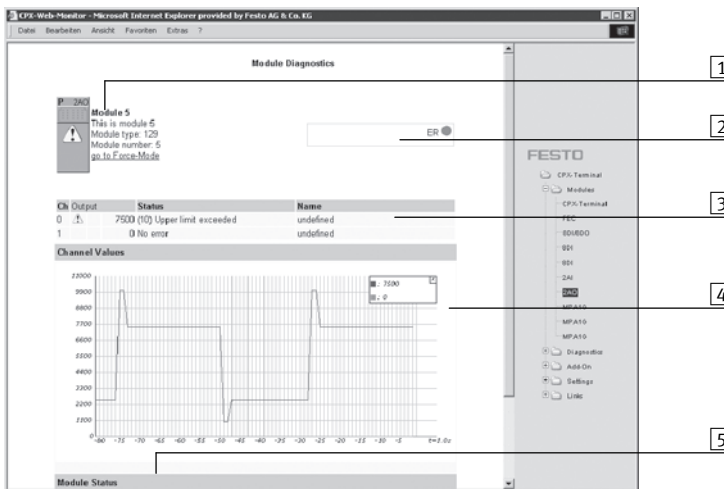 CPX-Web-Monitor - Microsoft Internet Explorer provided by Festo AG & Co. KG
Datei Bearbeiten Ansicht Favoriten Extras ?
Module Diagnostics
1
P 2AO
Module 5
This is module 5
Module type: 129
Module number: 5
go to Force-Mode
ER
2
FESTO
CPX-Terminal
Modules
CPX-Terminal
FEC
8DI/8DO
8DI
8DI
2AI
2AO
MPA1G
MPA1G
MPA1G
Diagnostics
Add-On
Settings
Links
Ch Output Status Name
0 7500 (10) Upper limit exceeded undefined
1 0 No error undefined
3
Channel Values
: 7500
: 0
4
11000
9900
8800
7700
6600
5500
4400
3300
2200
1100
0
-80 -75 -70 -65 -60 -55 -50 -45 -40 -35 -30 -25 -20 -15 -10 -5 t=1.0s
5
Module Status